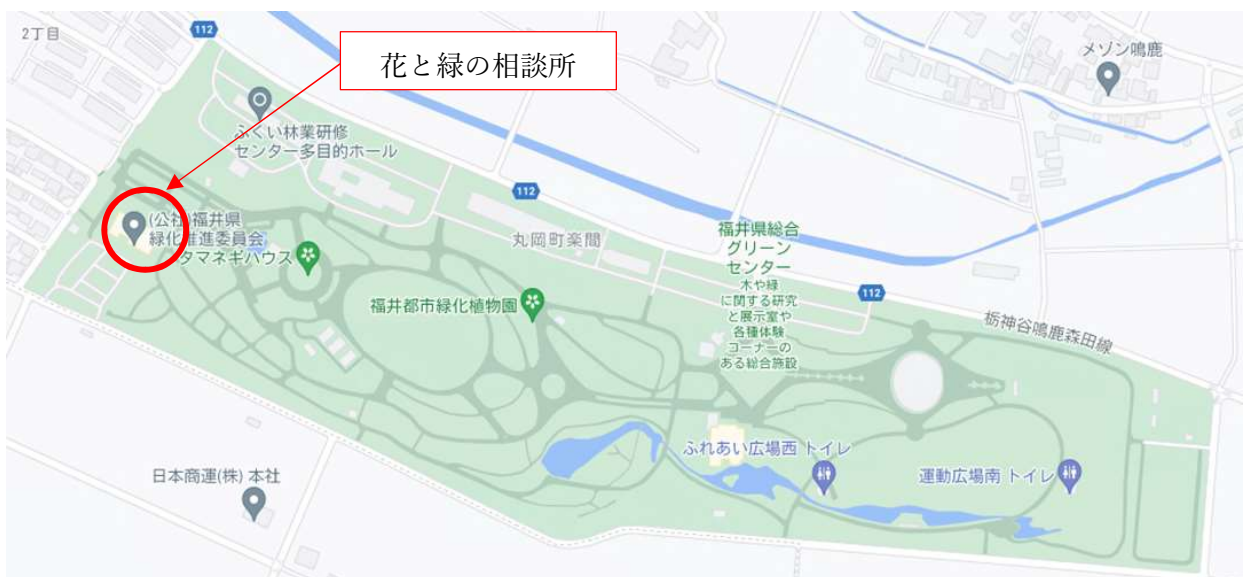 2丁目
112
花と緑の相談所
メゾン鳴鹿
ふくい林業研修
センター多目的ホール
112
(公社)福井県
緑化推進委員会
タマネギハウス
丸岡町楽間
福井県総合
グリーン
センター
木や緑
に関する研究
と展示室や
各種体験
コーナーの
ある総合施設
福井都市緑化植物園
112
栃神谷鳴鹿森田線
ふれあい広場西 トイレ
運動広場南 トイレ
日本商運(株) 本社